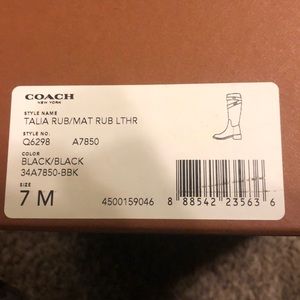 COACH
NEW YORK
STYLE NAME
TALIA RUB/MAT RUB LTHR
STYLE NO.
Q6298 A7850
COLOR
BLACK/BLACK
34A7850-BBK
SIZE
7 M
4500159046
8 88542 23563 6